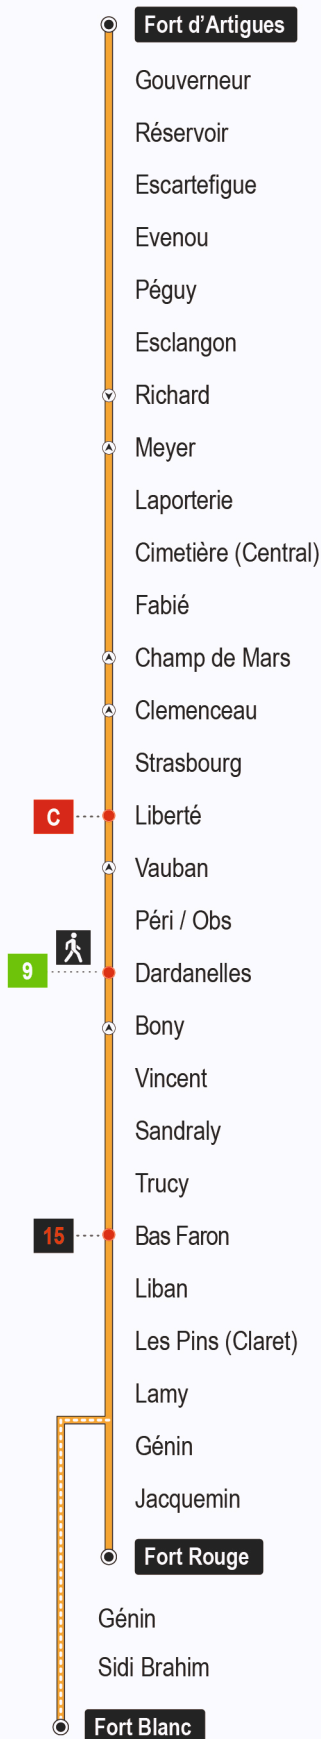 Fort d’Artigues
Gouverneur
Réservoir
Escartefigue
Evenou
Péguy
Esclangon
Richard
Meyer
Laporterie
Cimetière (Central)
Fabié
Champ de Mars
Clemenceau
Strasbourg
C Liberté
Vauban
Péri / Obs
9 Dardanelles
Bony
Vincent
Sandraly
Trucy
15 Bas Faron
Liban
Les Pins (Claret)
Lamy
Génin
Jacquemin
Fort Rouge
Génin
Sidi Brahim
Fort Blanc